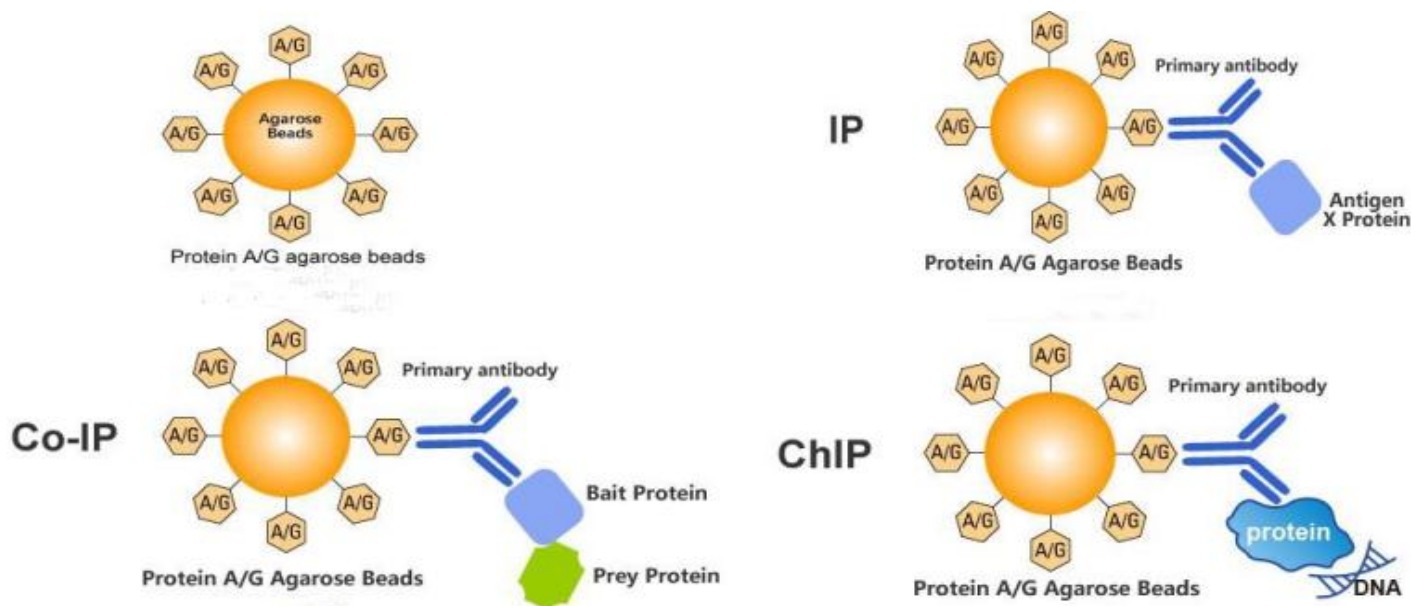 A/G
A/G
A/G
A/G
A/G
A/G
A/G
A/G
Agarose
Beads
Protein A/G agarose beads
IP
A/G
A/G
A/G
A/G
A/G
A/G
A/G
A/G
Primary antibody
Antigen
X Protein
Protein A/G Agarose Beads
Co-IP
A/G
A/G
A/G
A/G
A/G
A/G
A/G
A/G
Primary antibody
Bait Protein
Prey Protein
Protein A/G Agarose Beads
ChIP
A/G
A/G
A/G
A/G
A/G
A/G
A/G
A/G
Primary antibody
protein
DNA
Protein A/G Agarose Beads